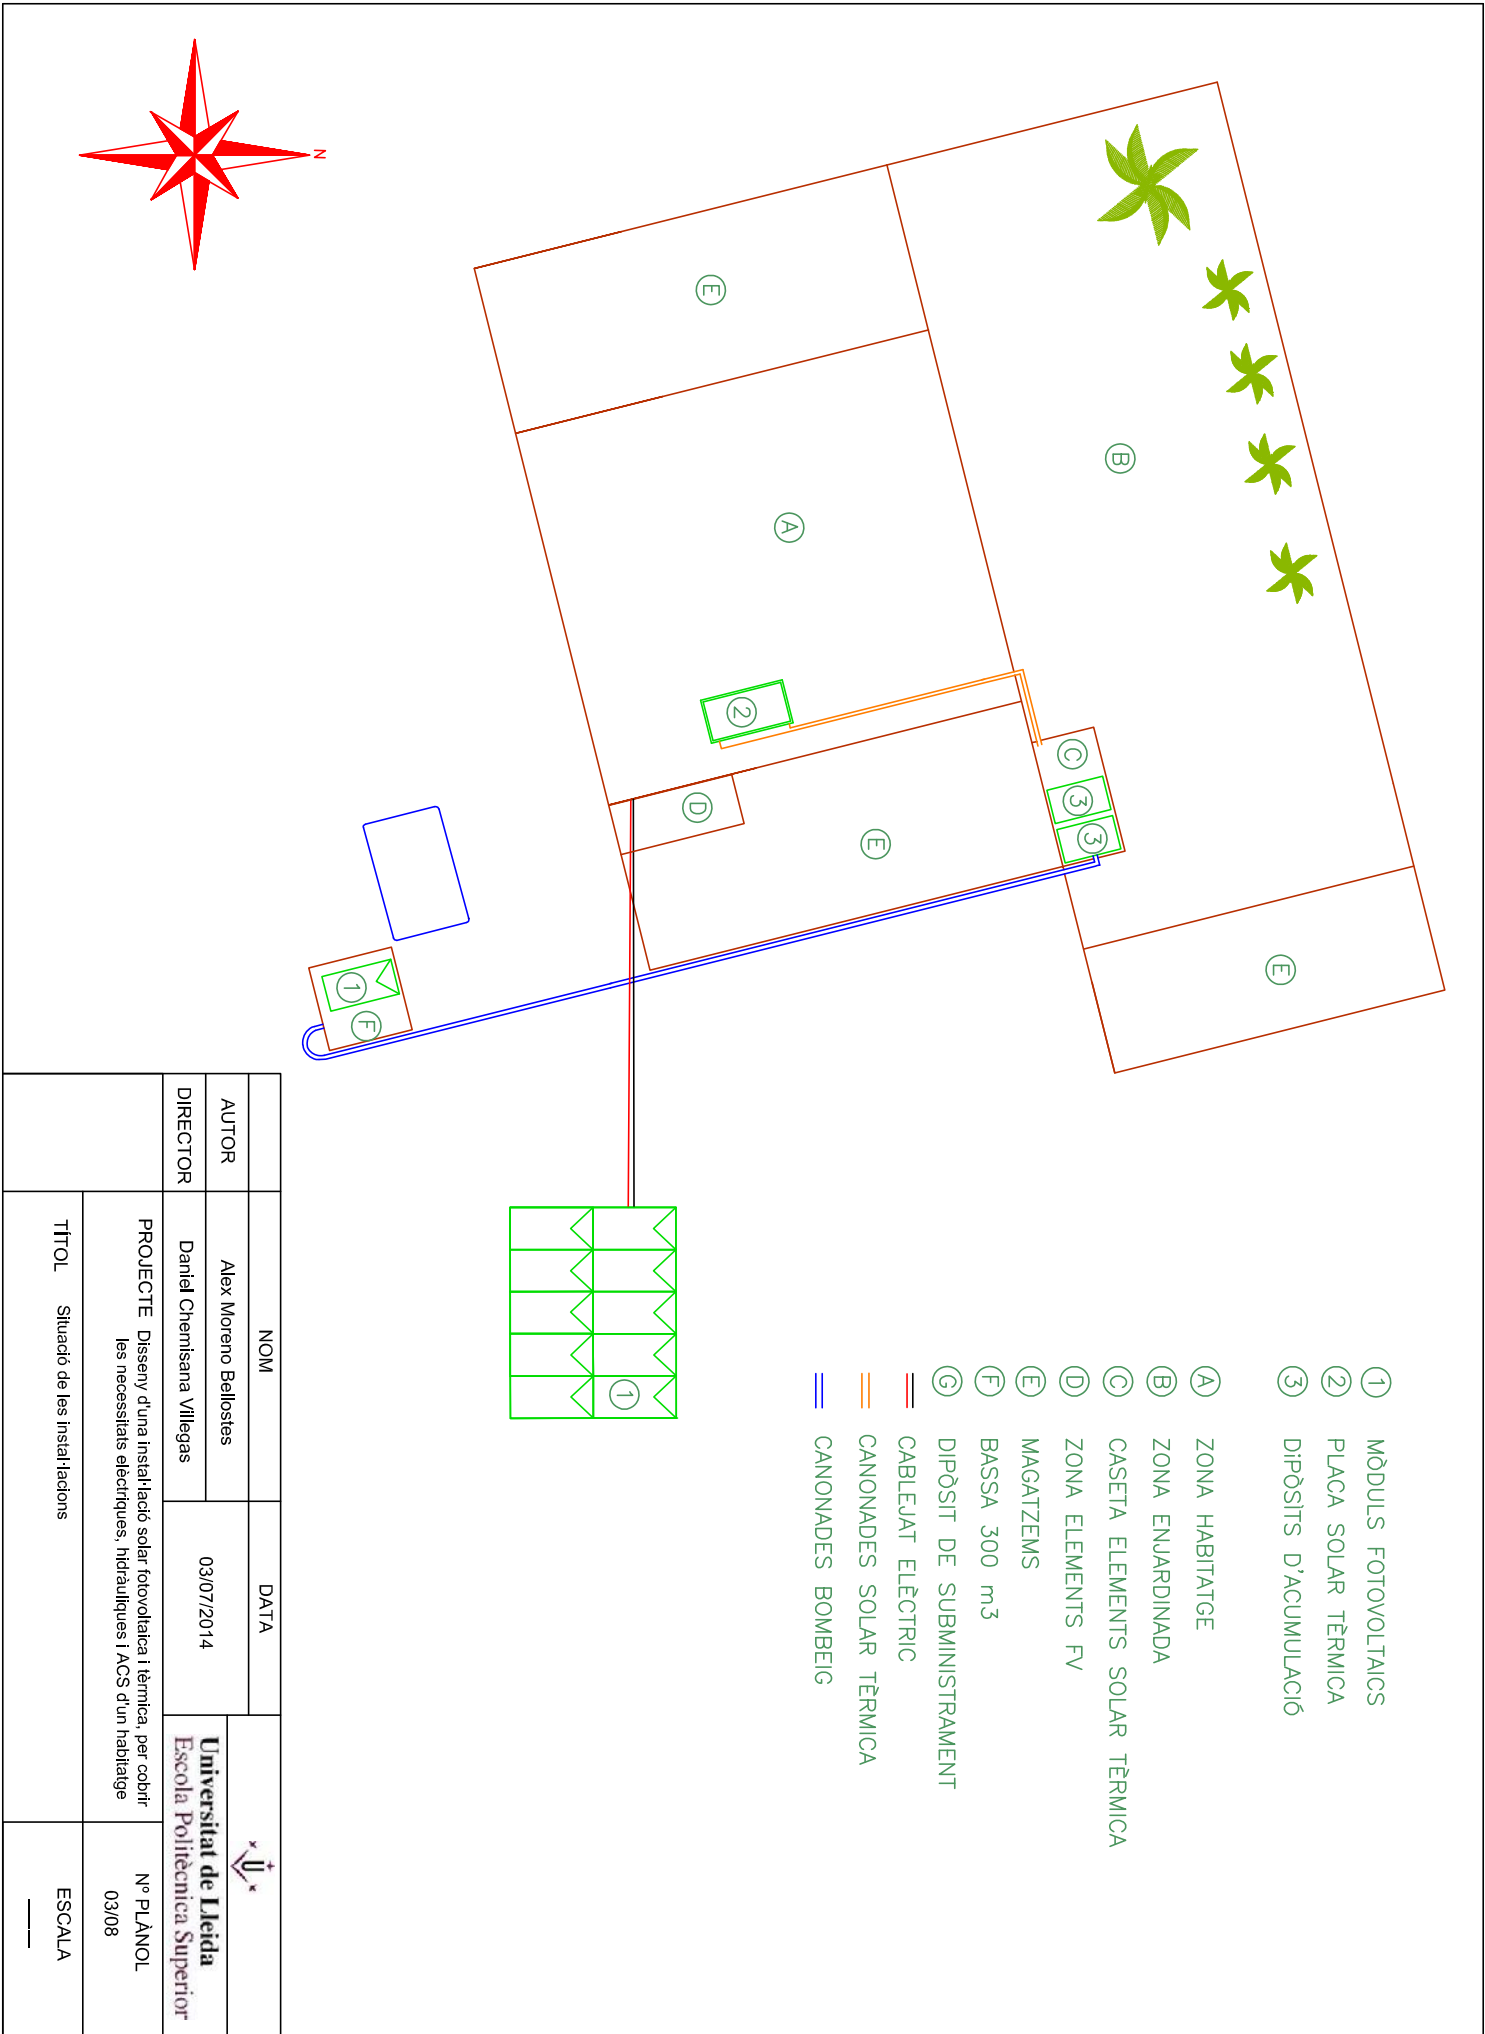 N
E
A
B
2
C
3
3
D
E
E
1
F
1
1 MÒDULS FOTOVOLTAICS
2 PLACA SOLAR TÈRMICA
3 DIPÒSITS D'ACUMULACIÓ
A ZONA HABITATGE
B ZONA ENJARDINADA
C CASETA ELEMENTS SOLAR TÈRMICA
D ZONA ELEMENTS FV
E MAGATZEMS
F BASSA 300 m3
G DIPÒSIT DE SUBMINISTRAMENT
CABLEJAT ELÈCTRIC
CANONADES SOLAR TÈRMICA
CANONADES BOMBEIG
NOM DATA
AUTOR Alex Moreno Bellostes
DIRECTOR Daniel Chemisana Villegas
03/07/2014
U
Universitat de Lleida
Escola Politècnica Superior
PROJECTE Disseny d'una instal·lació solar fotovoltaica i tèrmica, per cobrir
les necessitats elèctriques, hidràuliques i ACS d'un habitatge
Nº PLÀNOL
03/08
TÍTOL Situació de les instal·lacions
ESCALA